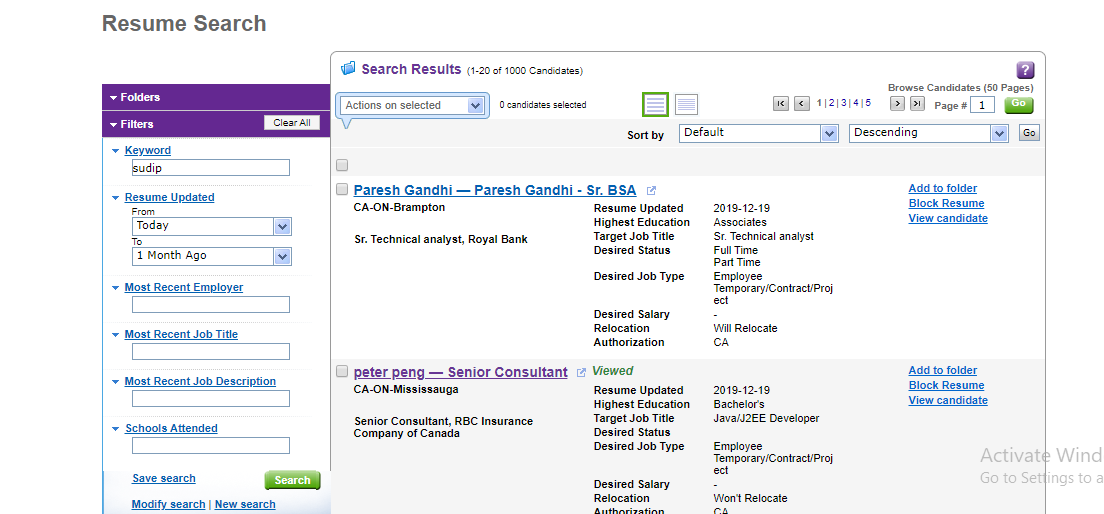 Resume Search
Folders
Filters
Clear All
Keyword
sudip
Resume Updated
From
Today
To
1 Month Ago
Most Recent Employer
Most Recent Job Title
Most Recent Job Description
Schools Attended
Save search
Search
Modify search | New search
Search Results (1-20 of 1000 Candidates)
?
Browse Candidates (50 Pages)
Actions on selected
0 candidates selected
1 | 2 | 3 | 4 | 5
Page # 1 Go
Sort by Default Descending Go
Paresh Gandhi — Paresh Gandhi - Sr. BSA
CA-ON-Brampton
Sr. Technical analyst, Royal Bank
Resume Updated 2019-12-19
Highest Education Associates
Target Job Title Sr. Technical analyst
Desired Status Full Time
Part Time
Desired Job Type Employee
Temporary/Contract/Proj
ect
Desired Salary -
Relocation Will Relocate
Authorization CA
Add to folder
Block Resume
View candidate
peter peng — Senior Consultant Viewed
CA-ON-Mississauga
Senior Consultant, RBC Insurance
Company of Canada
Resume Updated 2019-12-19
Highest Education Bachelor's
Target Job Title Java/J2EE Developer
Desired Status
Desired Job Type Employee
Temporary/Contract/Proj
ect
Desired Salary -
Relocation Won't Relocate
Authorization CA
Add to folder
Block Resume
View candidate
Activate Wind
Go to Settings to a